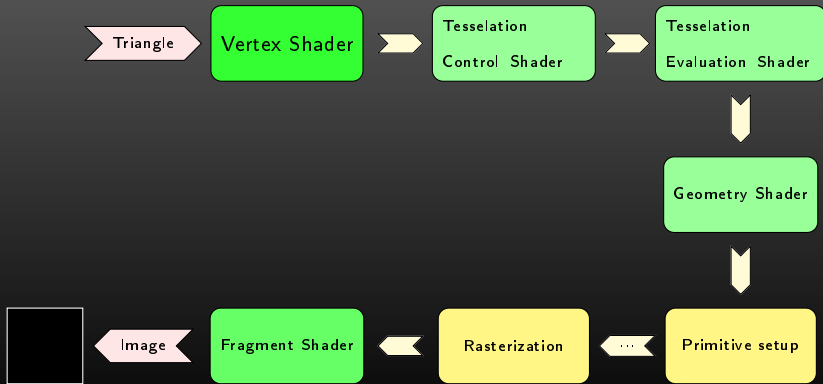 Triangle
Vertex Shader
Tesselation
Control Shader
Tesselation
Evaluation Shader
Geometry Shader
Primitive setup
...
Rasterization
Fragment Shader
Image